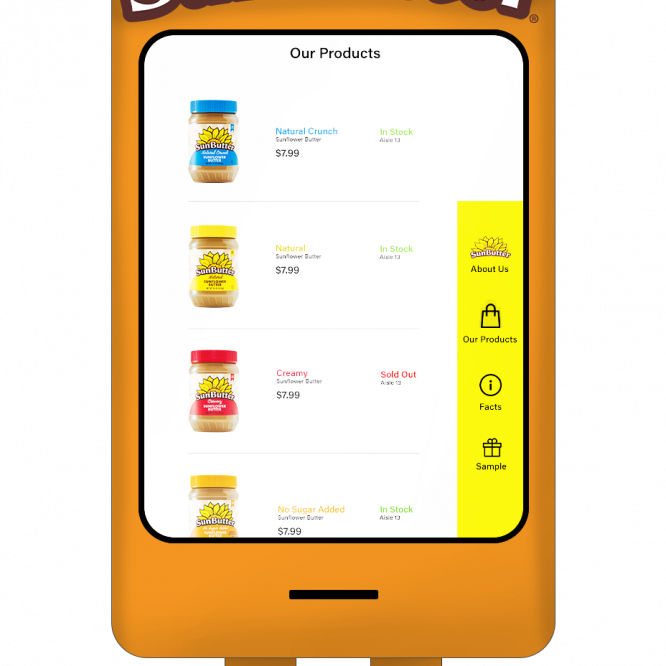 ®
Our Products
SunButter
Natural Crunch
SUNFLOWER
BUTTER
Natural Crunch
Sunflower Butter
$7.99
In Stock
Aisle 13
SunButter
Natural
SUNFLOWER
BUTTER
Natural
Sunflower Butter
$7.99
In Stock
Aisle 13
SunButter
Creamy
SUNFLOWER
BUTTER
Creamy
Sunflower Butter
$7.99
Sold Out
Aisle 13
SunButter
No Sugar Added
Sunflower Butter
$7.99
In Stock
Aisle 13
SunButter
About Us
Our Products
Facts
Sample